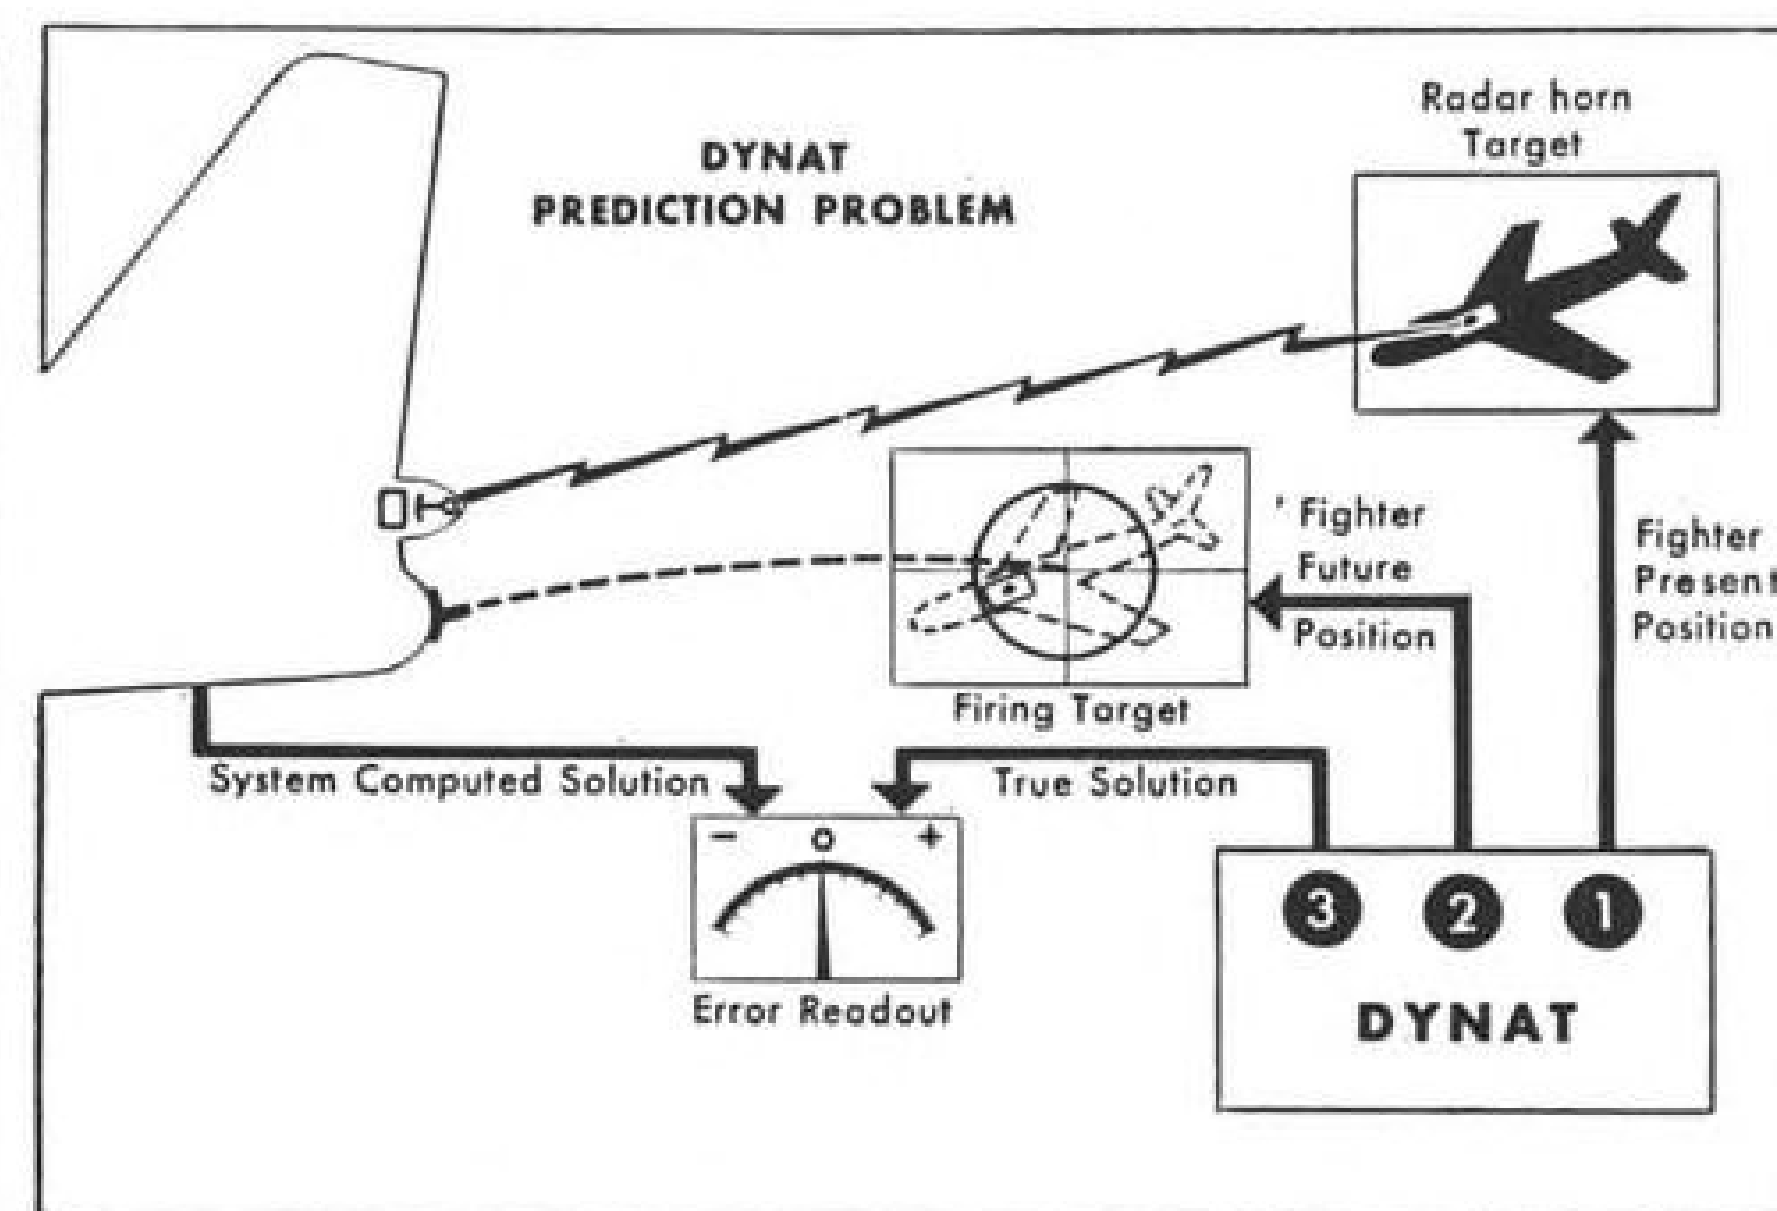 DYNAT
PREDICTION PROBLEM
Radar horn
Target
Fighter
Future
Position
Fighter
Present
Position
Firing Target
System Computed Solution
True Solution
- O +
Error Readout
3 2 1
DYNAT